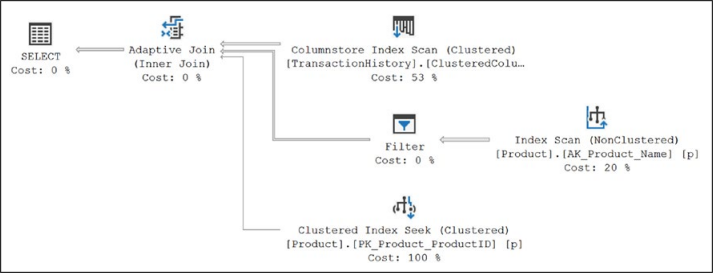 SELECT
Cost: 0 %
Adaptive Join
(Inner Join)
Cost: 0 %
Columnstore Index Scan (Clustered)
[TransactionHistory].[ClusteredColu…
Cost: 53 %
Filter
Cost: 0 %
Index Scan (NonClustered)
[Product].[AK_Product_Name] [p]
Cost: 20 %
Clustered Index Seek (Clustered)
[Product].[PK_Product_ProductID] [p]
Cost: 100 %